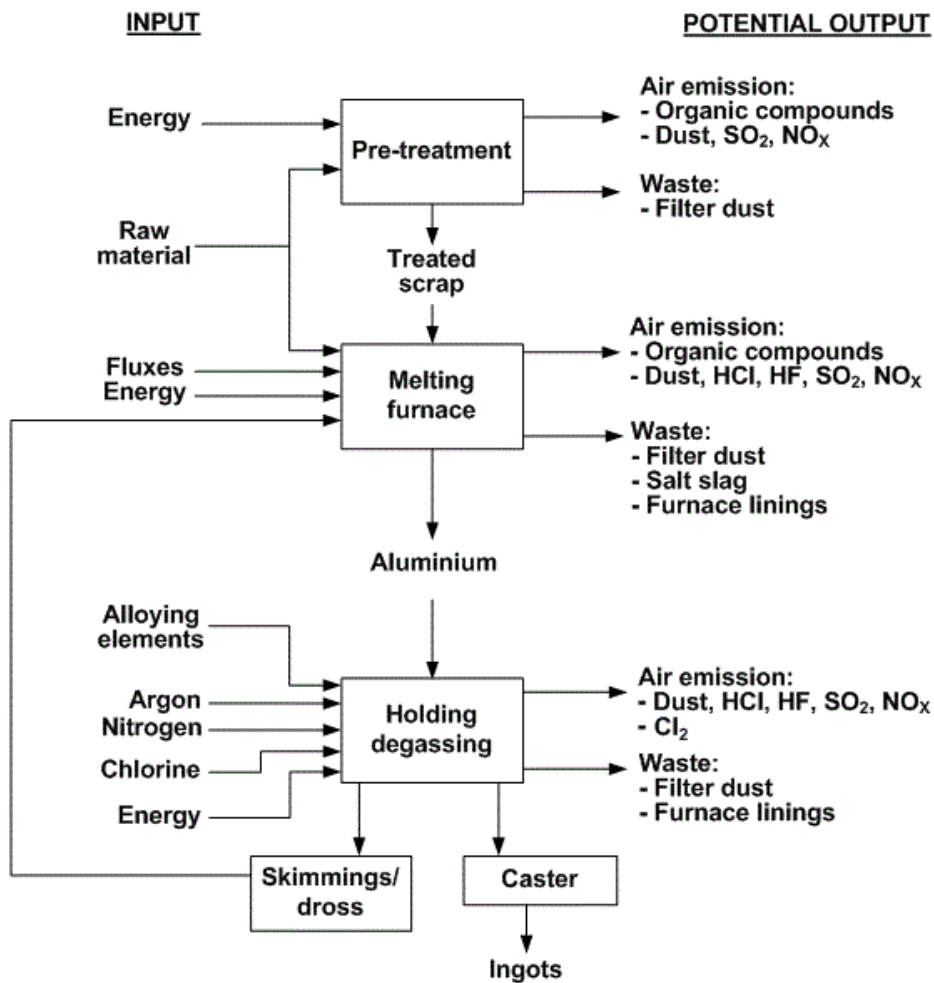 INPUT
POTENTIAL OUTPUT
Energy
Pre-treatment
Air emission:
- Organic compounds
- Dust, SO₂, NOₓ
Waste:
- Filter dust
Raw
material
Treated
scrap
Fluxes
Energy
Melting
furnace
Air emission:
- Organic compounds
- Dust, HCl, HF, SO₂, NOₓ
Waste:
- Filter dust
- Salt slag
- Furnace linings
Aluminium
Alloying
elements
Argon
Nitrogen
Chlorine
Energy
Holding
degassing
Air emission:
- Dust, HCl, HF, SO₂, NOₓ
- Cl₂
Waste:
- Filter dust
- Furnace linings
Skimmings/
dross
Caster
Ingots